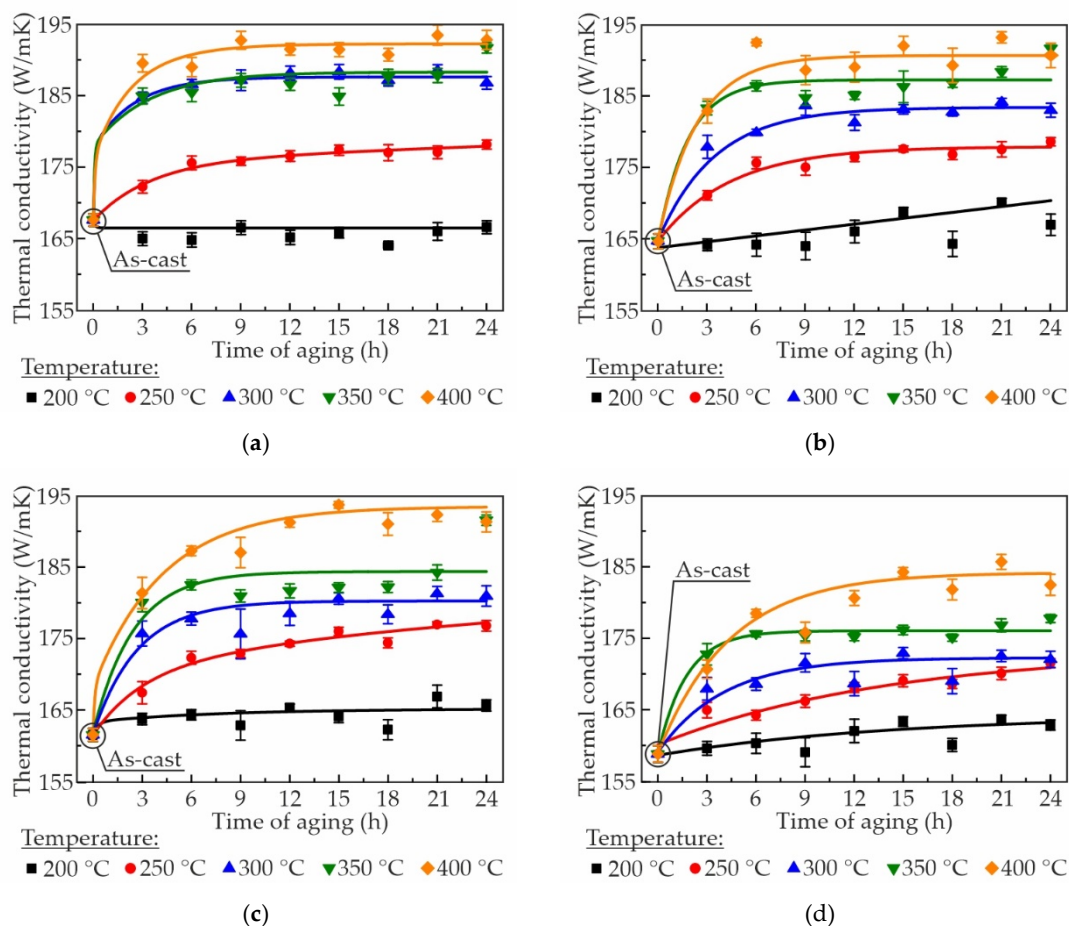 195
185
175
165
155
Thermal conductivity (W/mK)
As-cast
0 3 6 9 12 15 18 21 24
Time of aging (h)
Temperature:
200 °C 250 °C 300 °C 350 °C 400 °C
(a)
195
185
175
165
155
Thermal conductivity (W/mK)
As-cast
0 3 6 9 12 15 18 21 24
Time of aging (h)
Temperature:
200 °C 250 °C 300 °C 350 °C 400 °C
(b)
195
185
175
165
155
Thermal conductivity (W/mK)
As-cast
0 3 6 9 12 15 18 21 24
Time of aging (h)
Temperature:
200 °C 250 °C 300 °C 350 °C 400 °C
(c)
195
185
175
165
155
Thermal conductivity (W/mK)
As-cast
0 3 6 9 12 15 18 21 24
Time of aging (h)
Temperature:
200 °C 250 °C 300 °C 350 °C 400 °C
(d)